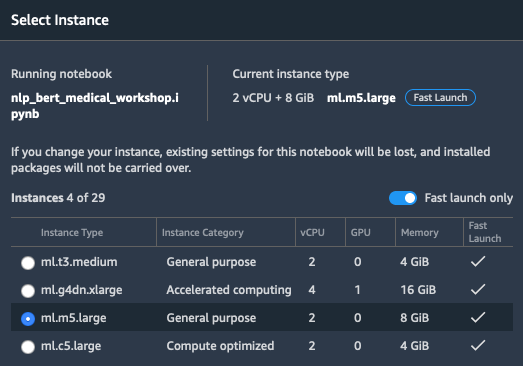 Select Instance
Running notebook
Current instance type
nlp_bert_medical_workshop.i
pynb
2 vCPU + 8 GiB ml.m5.large Fast Launch
If you change your instance, existing settings for this notebook will be lost, and installed
packages will not be carried over.
Instances 4 of 29
Fast launch only
Instance Type Instance Category vCPU GPU Memory Fast
Launch
ml.t3.medium General purpose 2 0 4 GiB
ml.g4dn.xlarge Accelerated computing 4 1 16 GiB
ml.m5.large General purpose 2 0 8 GiB
ml.c5.large Compute optimized 2 0 4 GiB